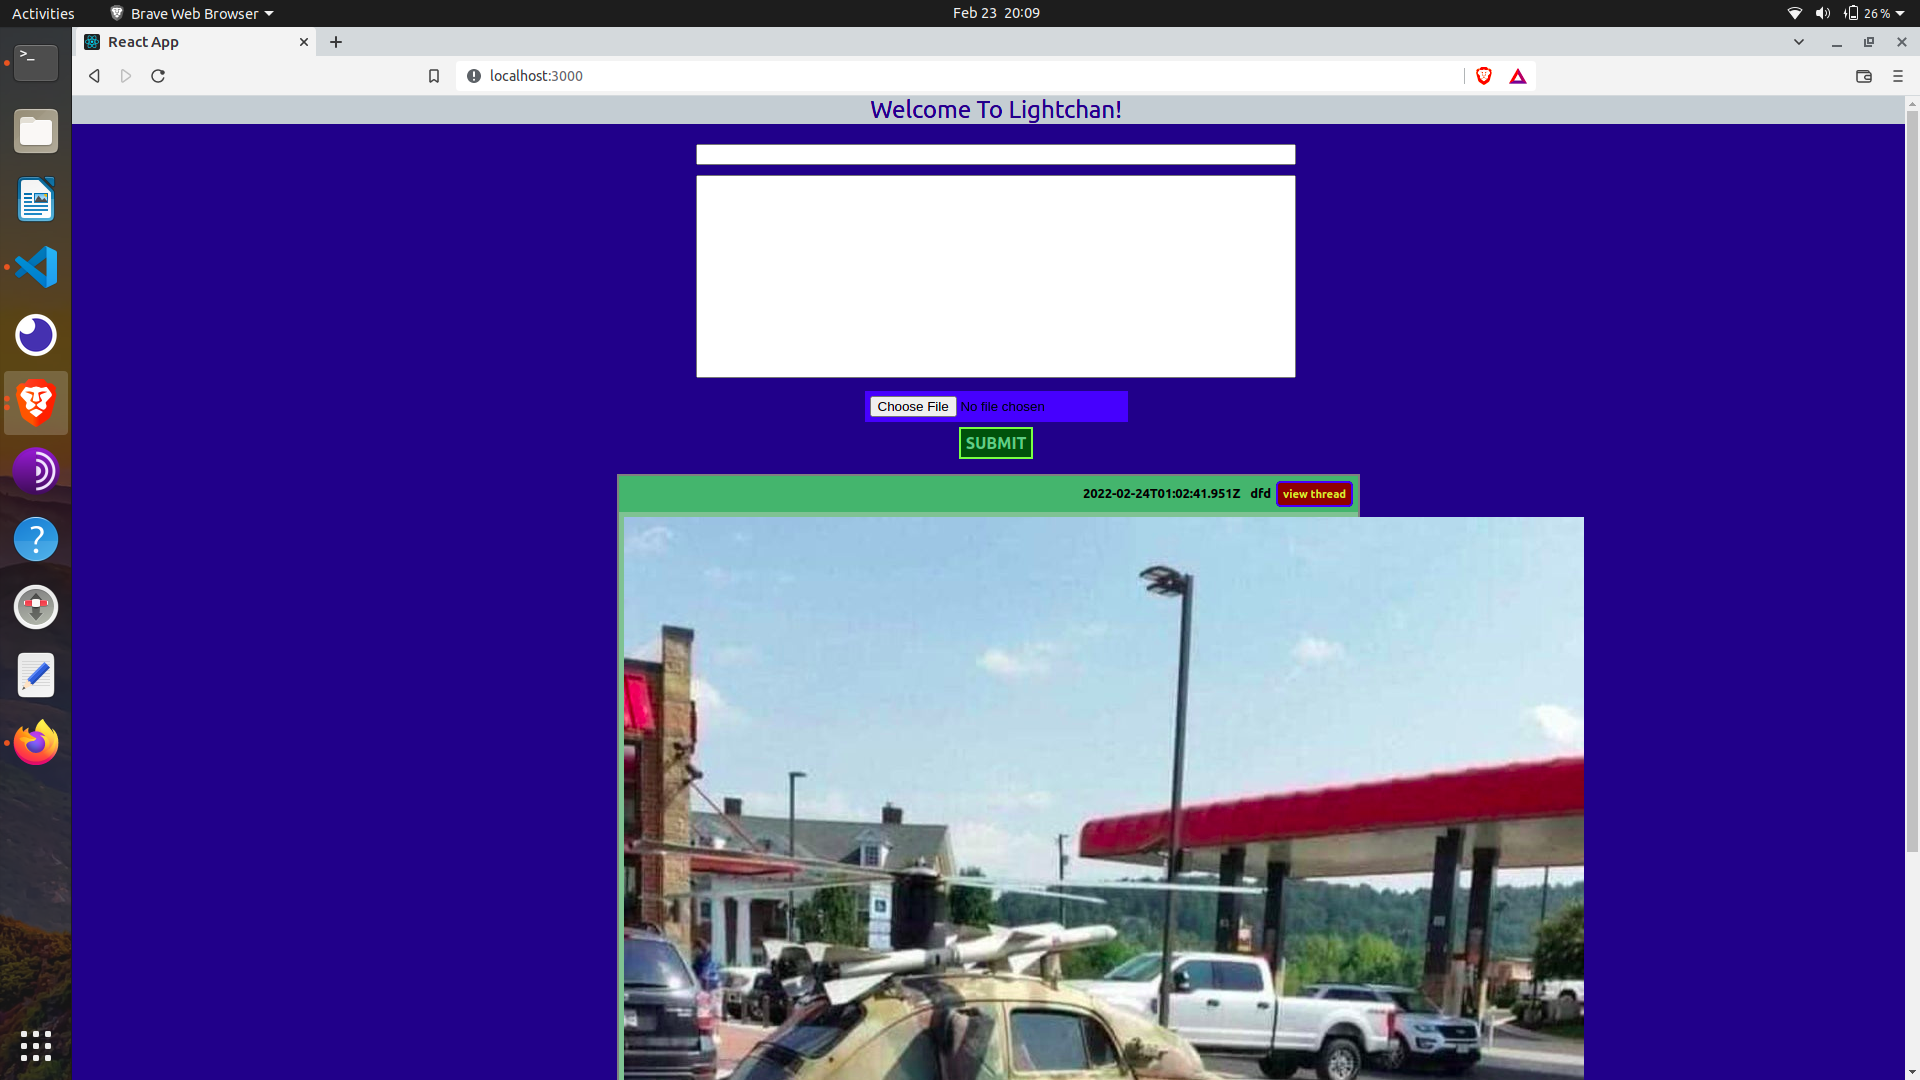 Activities Brave Web Browser Feb 23 20:09 26 %
React App
localhost:3000
Welcome To Lightchan!
Choose File No file chosen
SUBMIT
2022-02-24T01:02:41.951Z dfd view thread